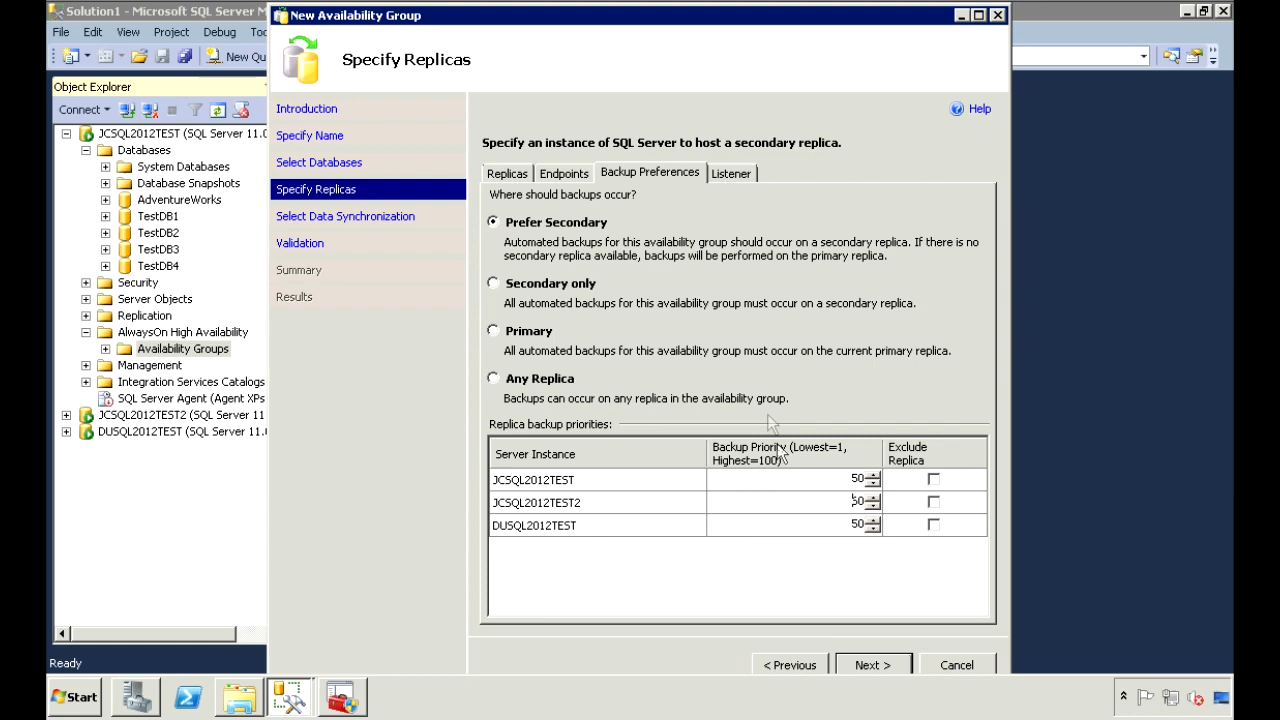 Solution1 - Microsoft SQL Server M
New Availability Group
File Edit View Project Debug Too
New Qu
Specify Replicas
Object Explorer
Connect
JCSQL2012TEST (SQL Server 11.0
Databases
System Databases
Database Snapshots
AdventureWorks
TestDB1
TestDB2
TestDB3
TestDB4
Security
Server Objects
Replication
AlwaysOn High Availability
Availability Groups
Management
Integration Services Catalogs
SQL Server Agent (Agent XPs
JCSQL2012TEST2 (SQL Server 11
DUSQL2012TEST (SQL Server 11.0
Ready
Introduction
Specify Name
Select Databases
Specify Replicas
Select Data Synchronization
Validation
Summary
Results
Help
Specify an instance of SQL Server to host a secondary replica.
Replicas Endpoints Backup Preferences Listener
Where should backups occur?
Prefer Secondary
Automated backups for this availability group should occur on a secondary replica. If there is no
secondary replica available, backups will be performed on the primary replica.
Secondary only
All automated backups for this availability group must occur on a secondary replica.
Primary
All automated backups for this availability group must occur on the current primary replica.
Any Replica
Backups can occur on any replica in the availability group.
Replica backup priorities:
Server Instance Backup Priority (Lowest=1, Exclude
Highest=100) Replica
JCSQL2012TEST 50
JCSQL2012TEST2 50
DUSQL2012TEST 50
< Previous Next > Cancel
Start